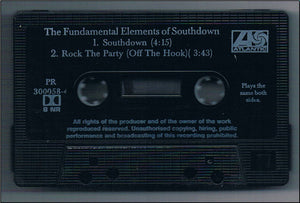 The Fundamental Elements of Southdown
1. Southdown (4:15)
2. Rock The Party (Off The Hook)( 3:43)
ATLANTIC
PR
300058-
B NR
Plays the
same both
sides.
All rights of the producer and of the owner of the work
reproduced reserved. Unauthorised copying, hiring, public
performance and broadcasting of this recording prohibited.